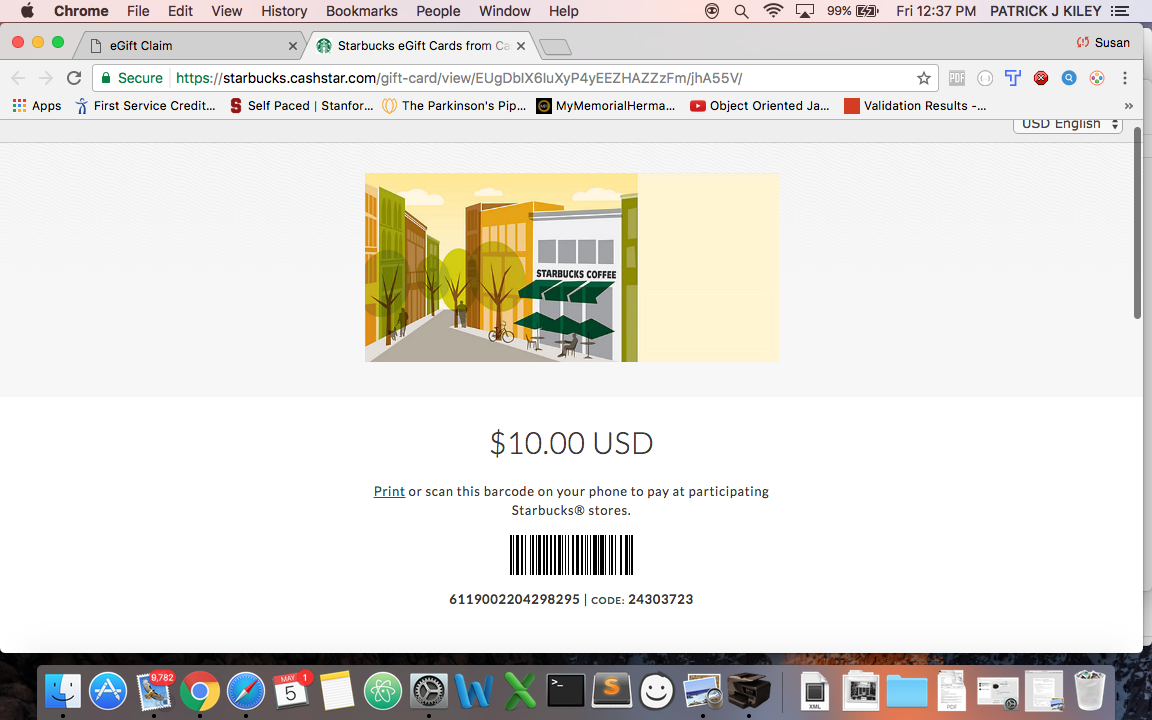 Chrome File Edit View History Bookmarks People Window Help 99% Fri 12:37 PM PATRICK J KILEY
eGift Claim Starbucks eGift Cards from Ca Susan
Secure https://starbucks.cashstar.com/gift-card/view/EUgDbIX6luXyP4yEEZHAZZzFm/jhA55V/
Apps First Service Credit... Self Paced | Stanfor... The Parkinson's Pip... MyMemorialHerma... Object Oriented Ja... Validation Results -... »
USD English
STARBUCKS COFFEE
$10.00 USD
Print or scan this barcode on your phone to pay at participating
Starbucks® stores.
6119002204298295 | CODE: 24303723
9,782 MAY 5 1 XML PDF